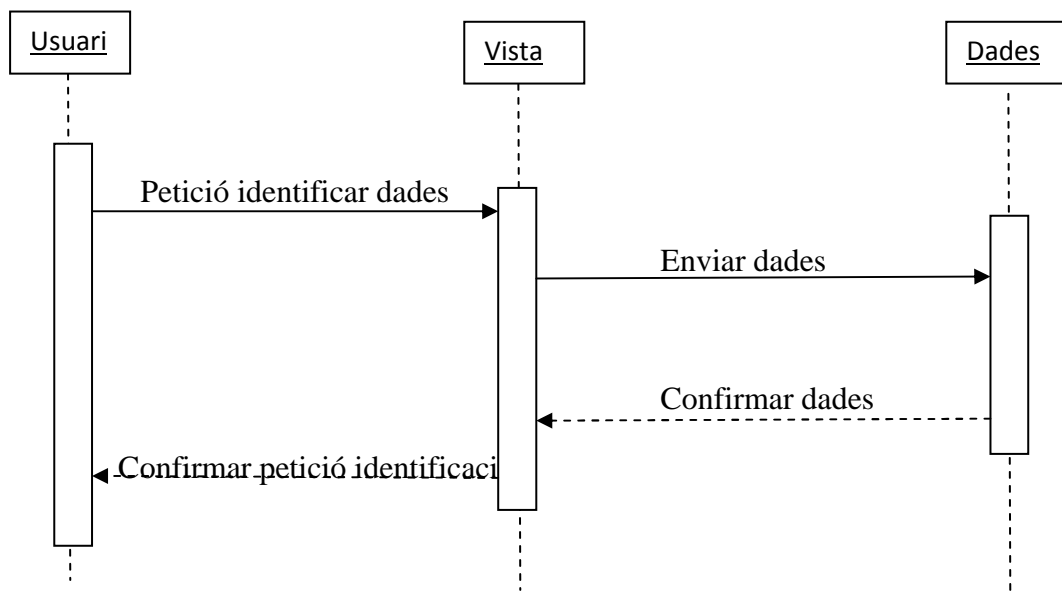 Usuari
Vista
Dades
Petició identificar dades
Enviar dades
Confirmar dades
Confirmar petició identificaci